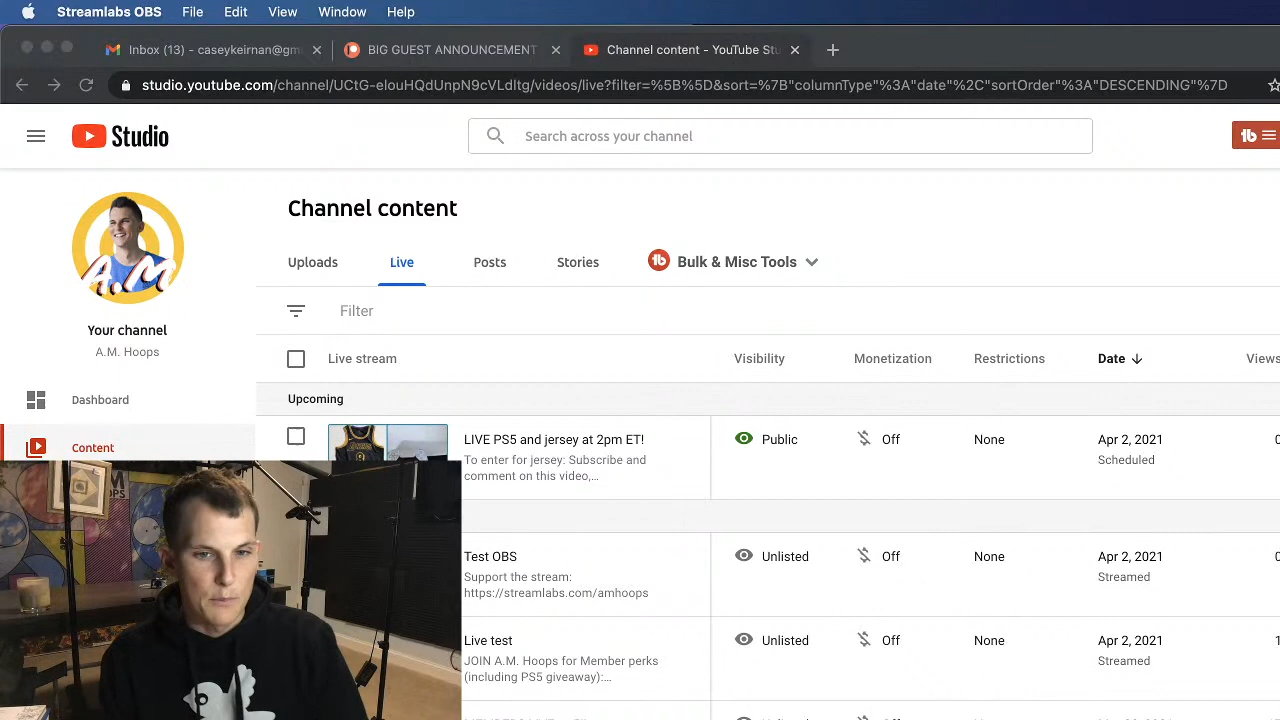 Streamlabs OBS File Edit View Window Help
Inbox (13) - caseykeirnan@gm
BIG GUEST ANNOUNCEMENT
Channel content - YouTube Stu
studio.youtube.com/channel/UCtG-elouHQdUnpN9cVLdltg/videos/live?filter=%5B%5D&sort=%7B"columnType"%3A"date"%2C"sortOrder"%3A"DESCENDING"%7D
Studio
Search across your channel
tb
A.M
Your channel
A.M. Hoops
Dashboard
Content
Channel content
Uploads Live Posts Stories tb Bulk & Misc Tools
Filter
Live stream Visibility Monetization Restrictions Date Views
Upcoming
LIVE PS5 and jersey at 2pm ET! Public Off None Apr 2, 2021 0
To enter for jersey: Subscribe and Scheduled
comment on this video,...
Test OBS Unlisted Off None Apr 2, 2021 0
Support the stream: Streamed
https://streamlabs.com/amhoops
Live test Unlisted Off None Apr 2, 2021 1
JOIN A.M. Hoops for Member perks Streamed
(including PS5 giveaway):...